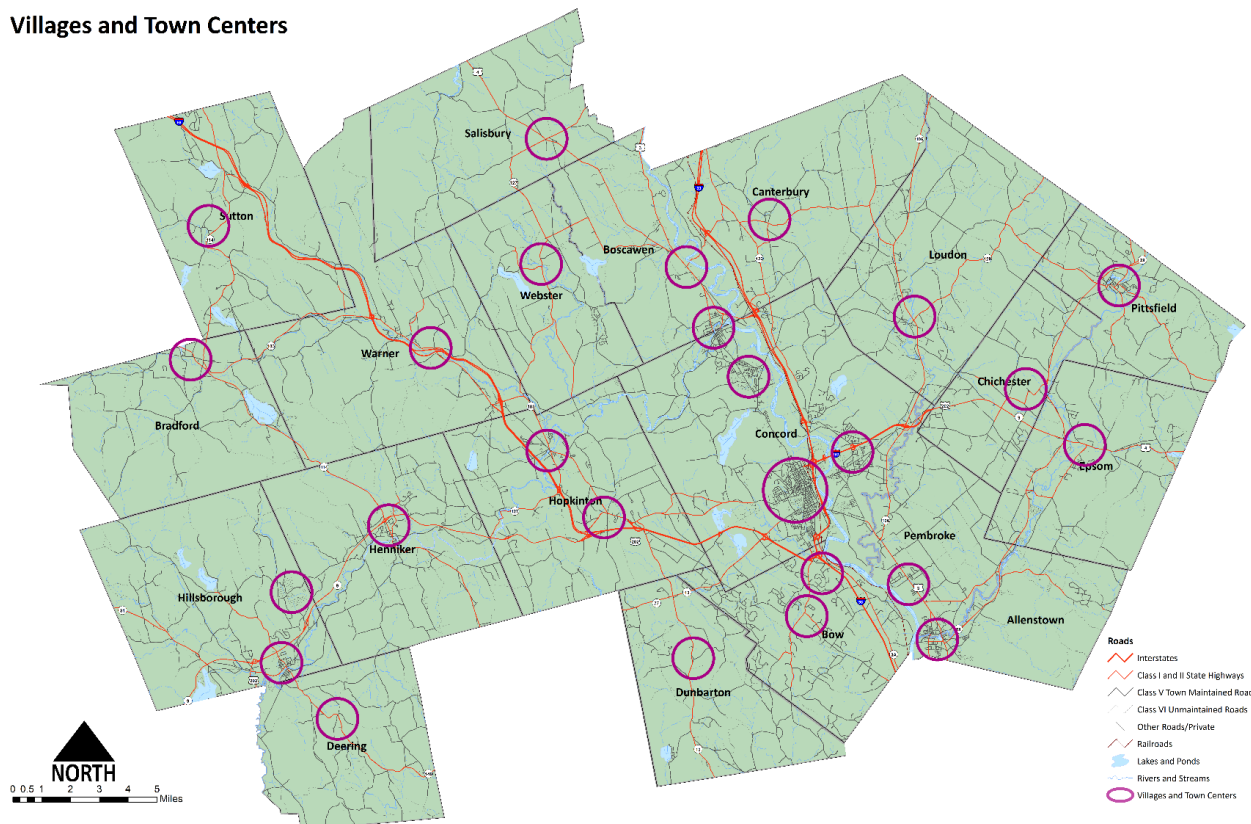 Villages and Town Centers
Salisbury
Canterbury
Sutton
Boscawen
Loudon
Webster
Pittsfield
Warner
Chichester
Bradford
Concord
Epsom
Hopkinton
Henniker
Pembroke
Hillsborough
Allenstown
Bow
Dunbarton
Deering
NORTH
0 0.5 1 2 3 4 5
Miles
Roads
Interstates
Class I and II State Highways
Class V Town Maintained Road
Class VI Unmaintained Roads
Other Roads/Private
Railroads
Lakes and Ponds
Rivers and Streams
Villages and Town Centers